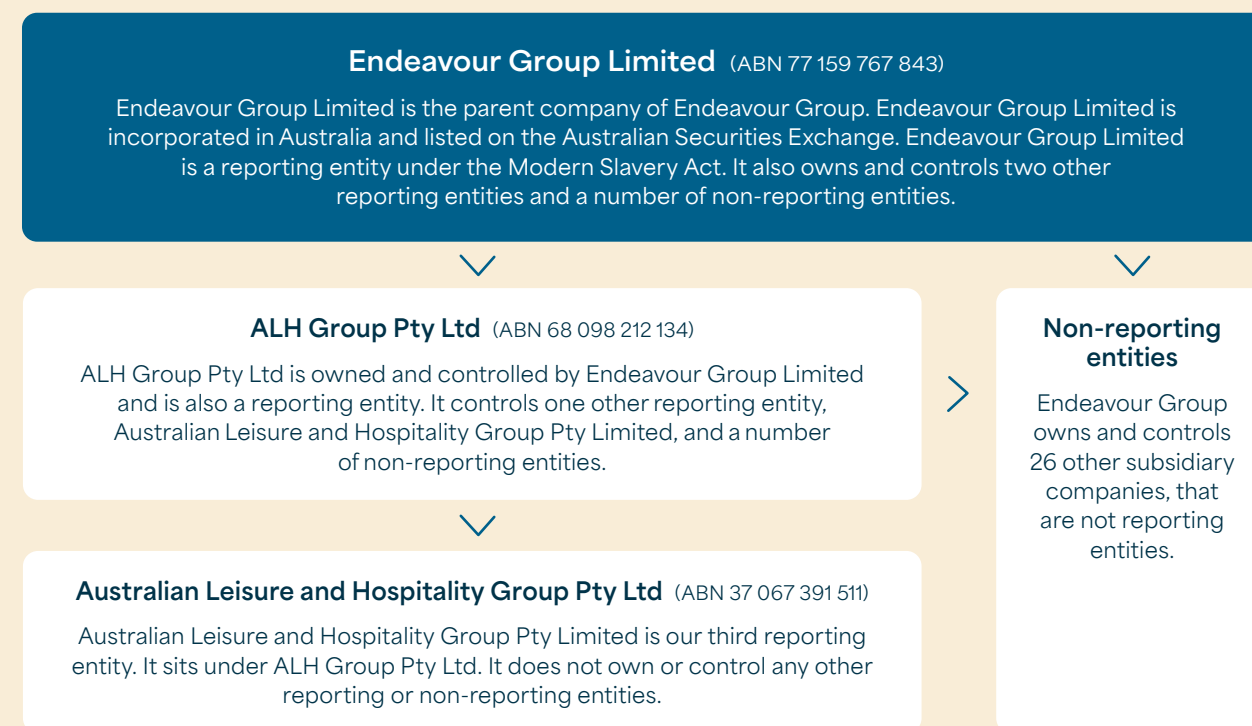 Endeavour Group Limited (ABN 77 159 767 843)
Endeavour Group Limited is the parent company of Endeavour Group. Endeavour Group Limited is
incorporated in Australia and listed on the Australian Securities Exchange. Endeavour Group Limited
is a reporting entity under the Modern Slavery Act. It also owns and controls two other
reporting entities and a number of non-reporting entities.
ALH Group Pty Ltd (ABN 68 098 212 134)
ALH Group Pty Ltd is owned and controlled by Endeavour Group Limited
and is also a reporting entity. It controls one other reporting entity,
Australian Leisure and Hospitality Group Pty Limited, and a number
of non-reporting entities.
Australian Leisure and Hospitality Group Pty Ltd (ABN 37 067 391 511)
Australian Leisure and Hospitality Group Pty Limited is our third reporting
entity. It sits under ALH Group Pty Ltd. It does not own or control any other
reporting or non-reporting entities.
Non-reporting
entities
Endeavour Group
owns and controls
26 other subsidiary
companies, that
are not reporting
entities.